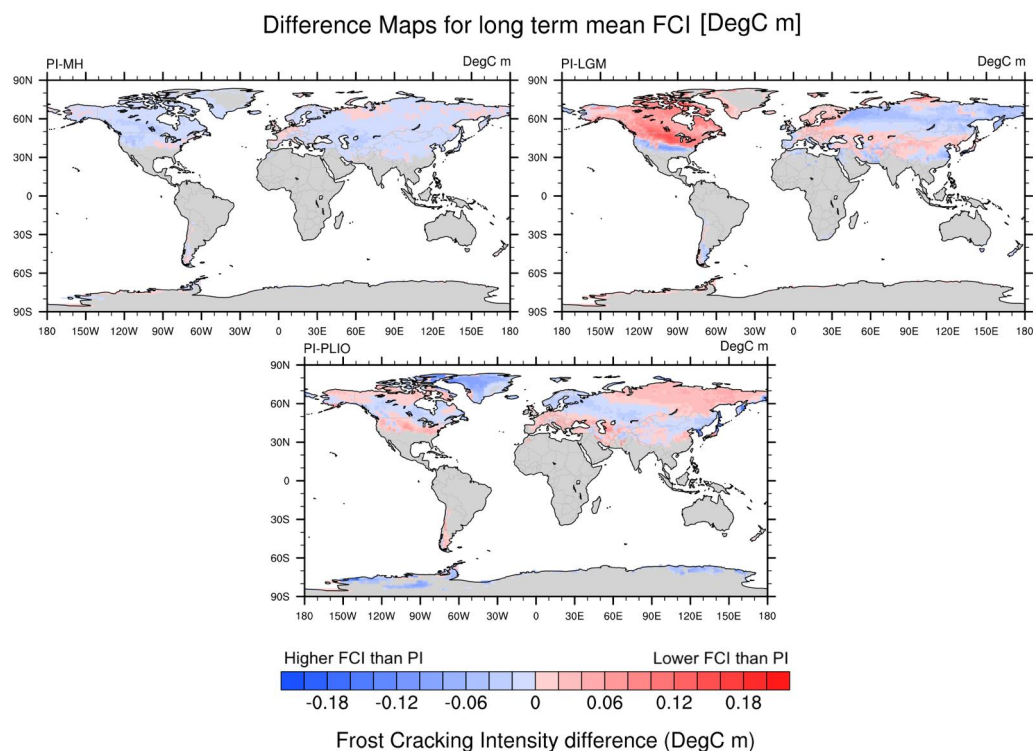 Difference Maps for long term mean FCI [DegC m]
PI-MH DegC m
90N
60N
30N
0
30S
60S
90S
180 150W 120W 90W 60W 30W 0 30E 60E 90E 120E 150E 180
PI-LGM DegC m
90N
60N
30N
0
30S
60S
90S
180 150W 120W 90W 60W 30W 0 30E 60E 90E 120E 150E 180
PI-PLIO DegC m
90N
60N
30N
0
30S
60S
90S
180 150W 120W 90W 60W 30W 0 30E 60E 90E 120E 150E 180
Higher FCI than PI Lower FCI than PI
-0.18 -0.12 -0.06 0 0.06 0.12 0.18
Frost Cracking Intensity difference (DegC m)